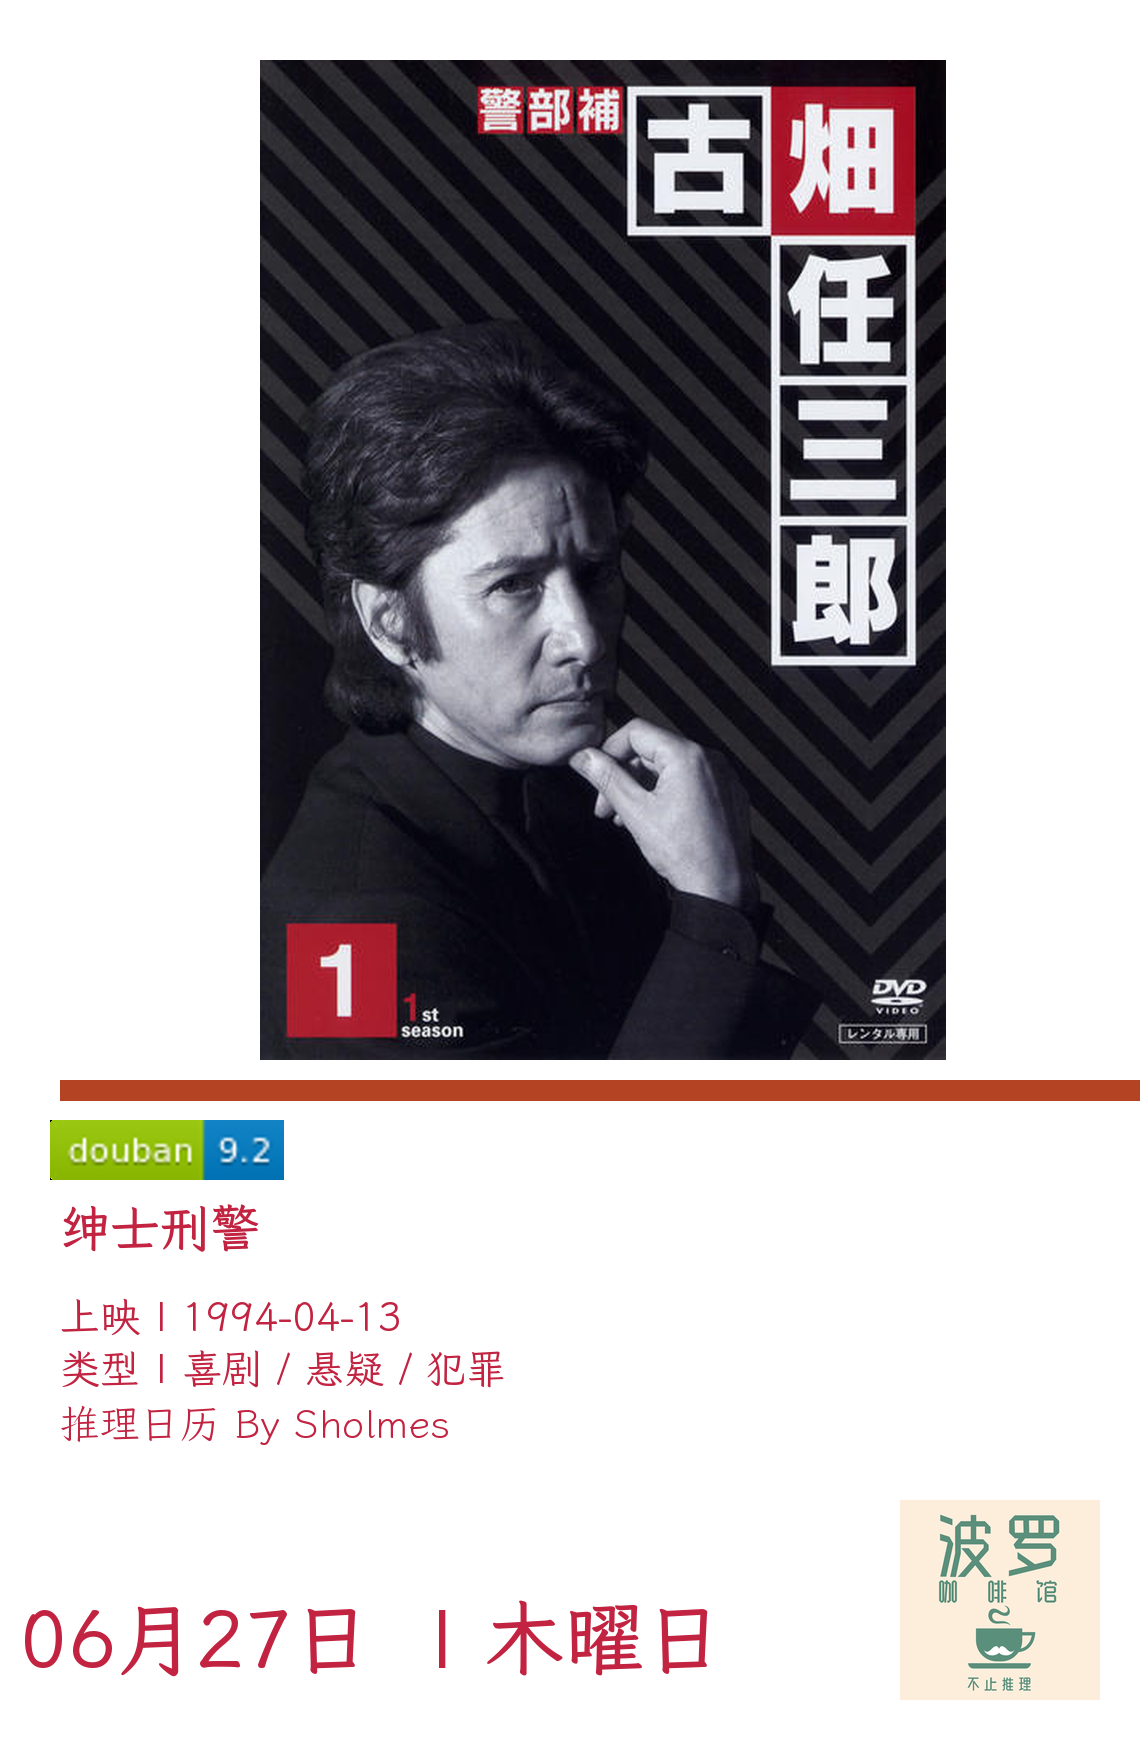 警部補
古畑任三郎
1
1st
season
DVD
VIDEO
レンタル専用
douban 9.2
绅士刑警
上映 | 1994-04-13
类型 | 喜剧 / 悬疑 / 犯罪
推理日历 By Sholmes
波罗
咖啡馆
不止推理
06月27日 | 木曜日